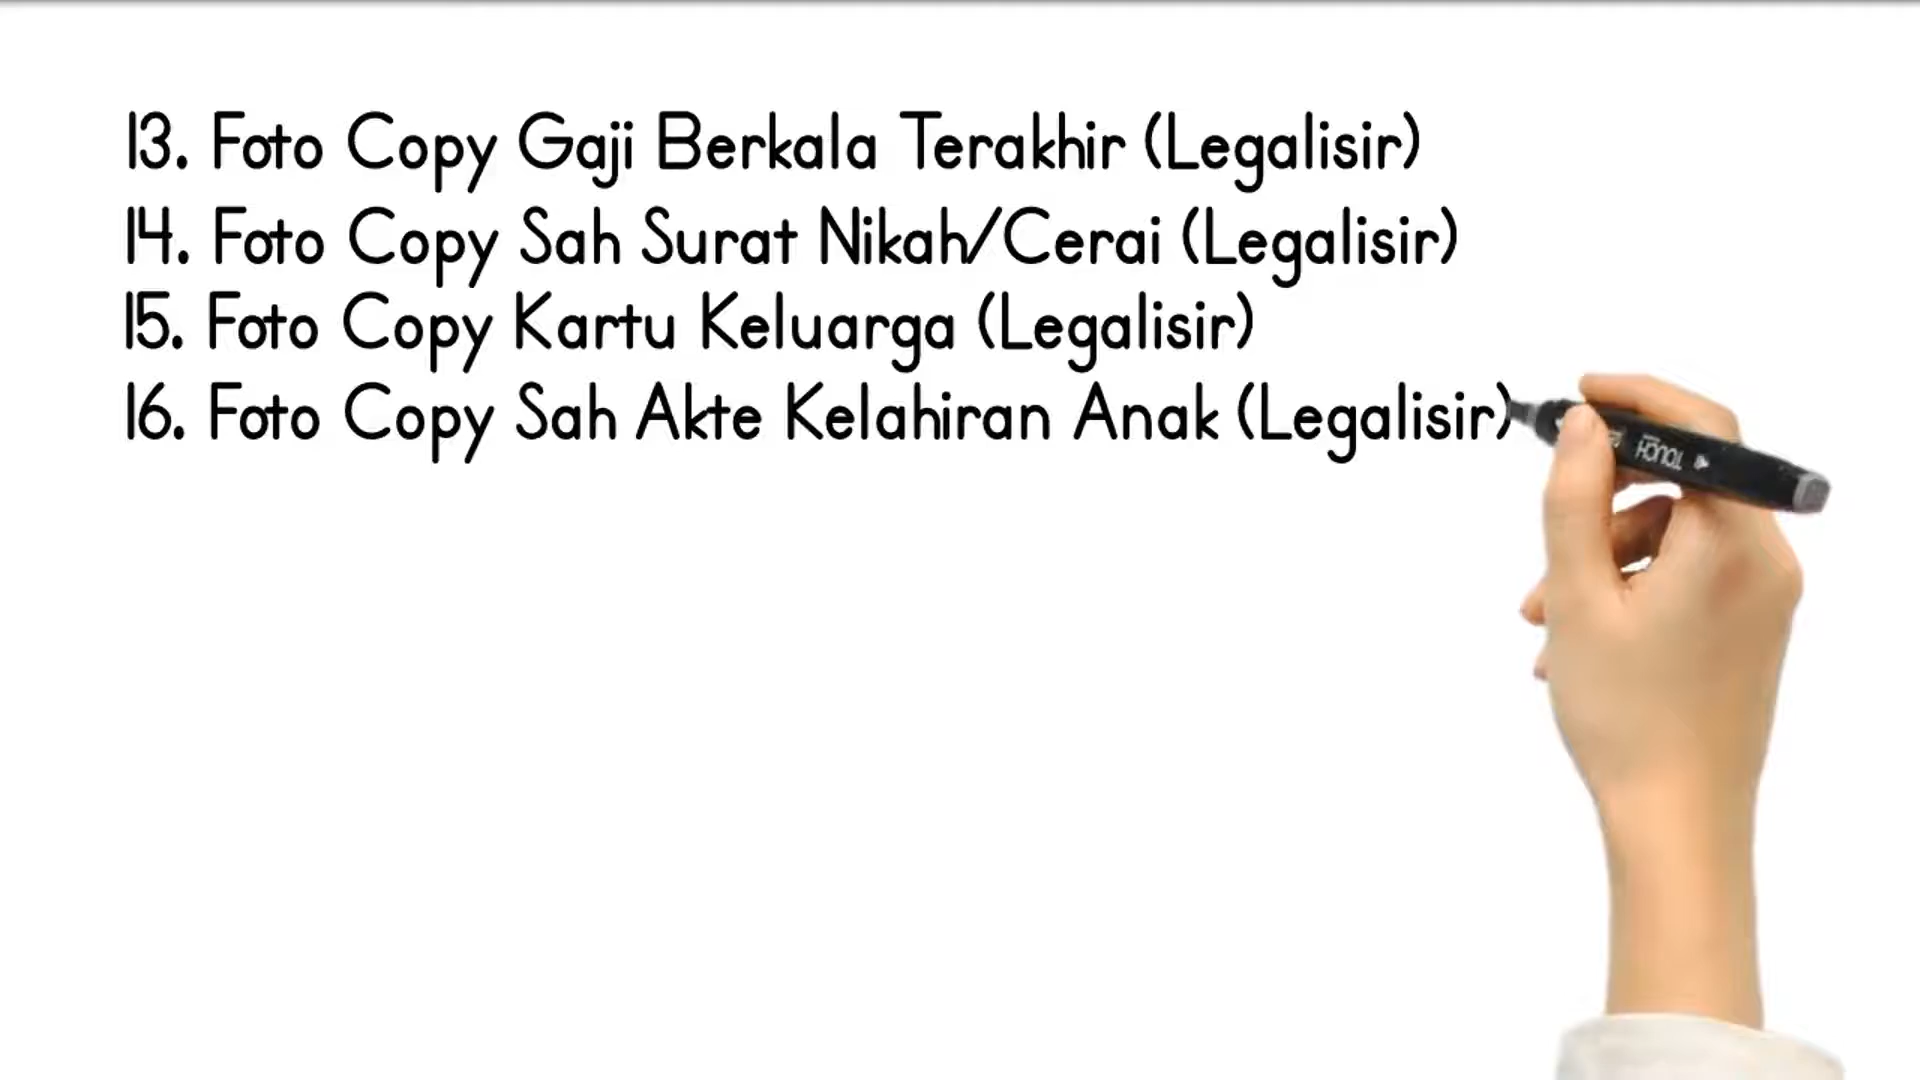 13. Foto Copy Gaji Berkala Terakhir (Legalisir)
14. Foto Copy Sah Surat Nikah/Cerai (Legalisir)
15. Foto Copy Kartu Keluarga (Legalisir)
16. Foto Copy Sah Akte Kelahiran Anak (Legalisir)
TOUCH